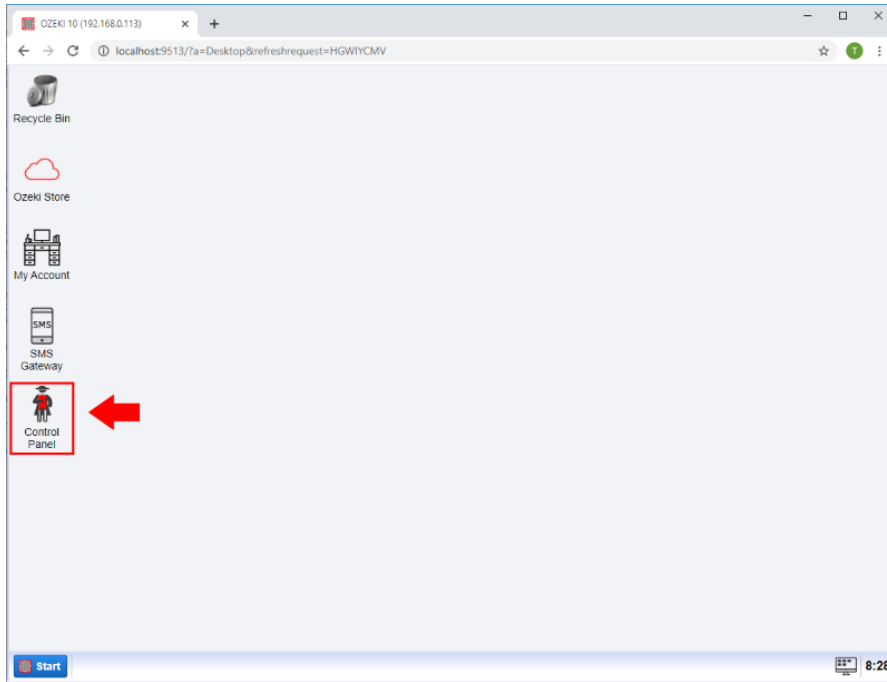 OZEKI 10 (192.168.0.113)
localhost:9513/?a=Desktop&refreshrequest=HGWIYCMV
T
Recycle Bin
Ozeki Store
My Account
SMS
SMS
Gateway
Control
Panel
Start
8:28